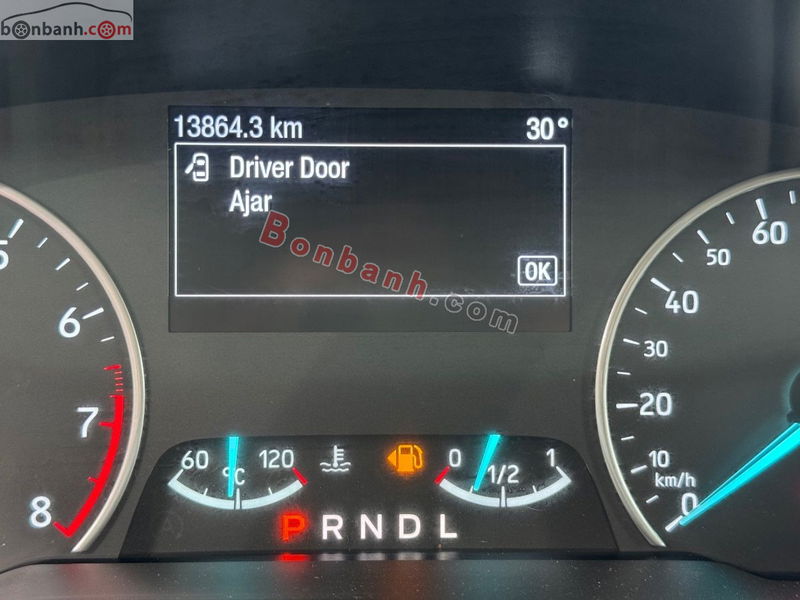 bonbanh.com
13864.3 km 30°
Driver Door
Ajar
OK
Bonbanh.com
5
6
7
8
60 °C 120
0 1/2 1
P R N D L
60
50
40
30
20
10
km/h
0